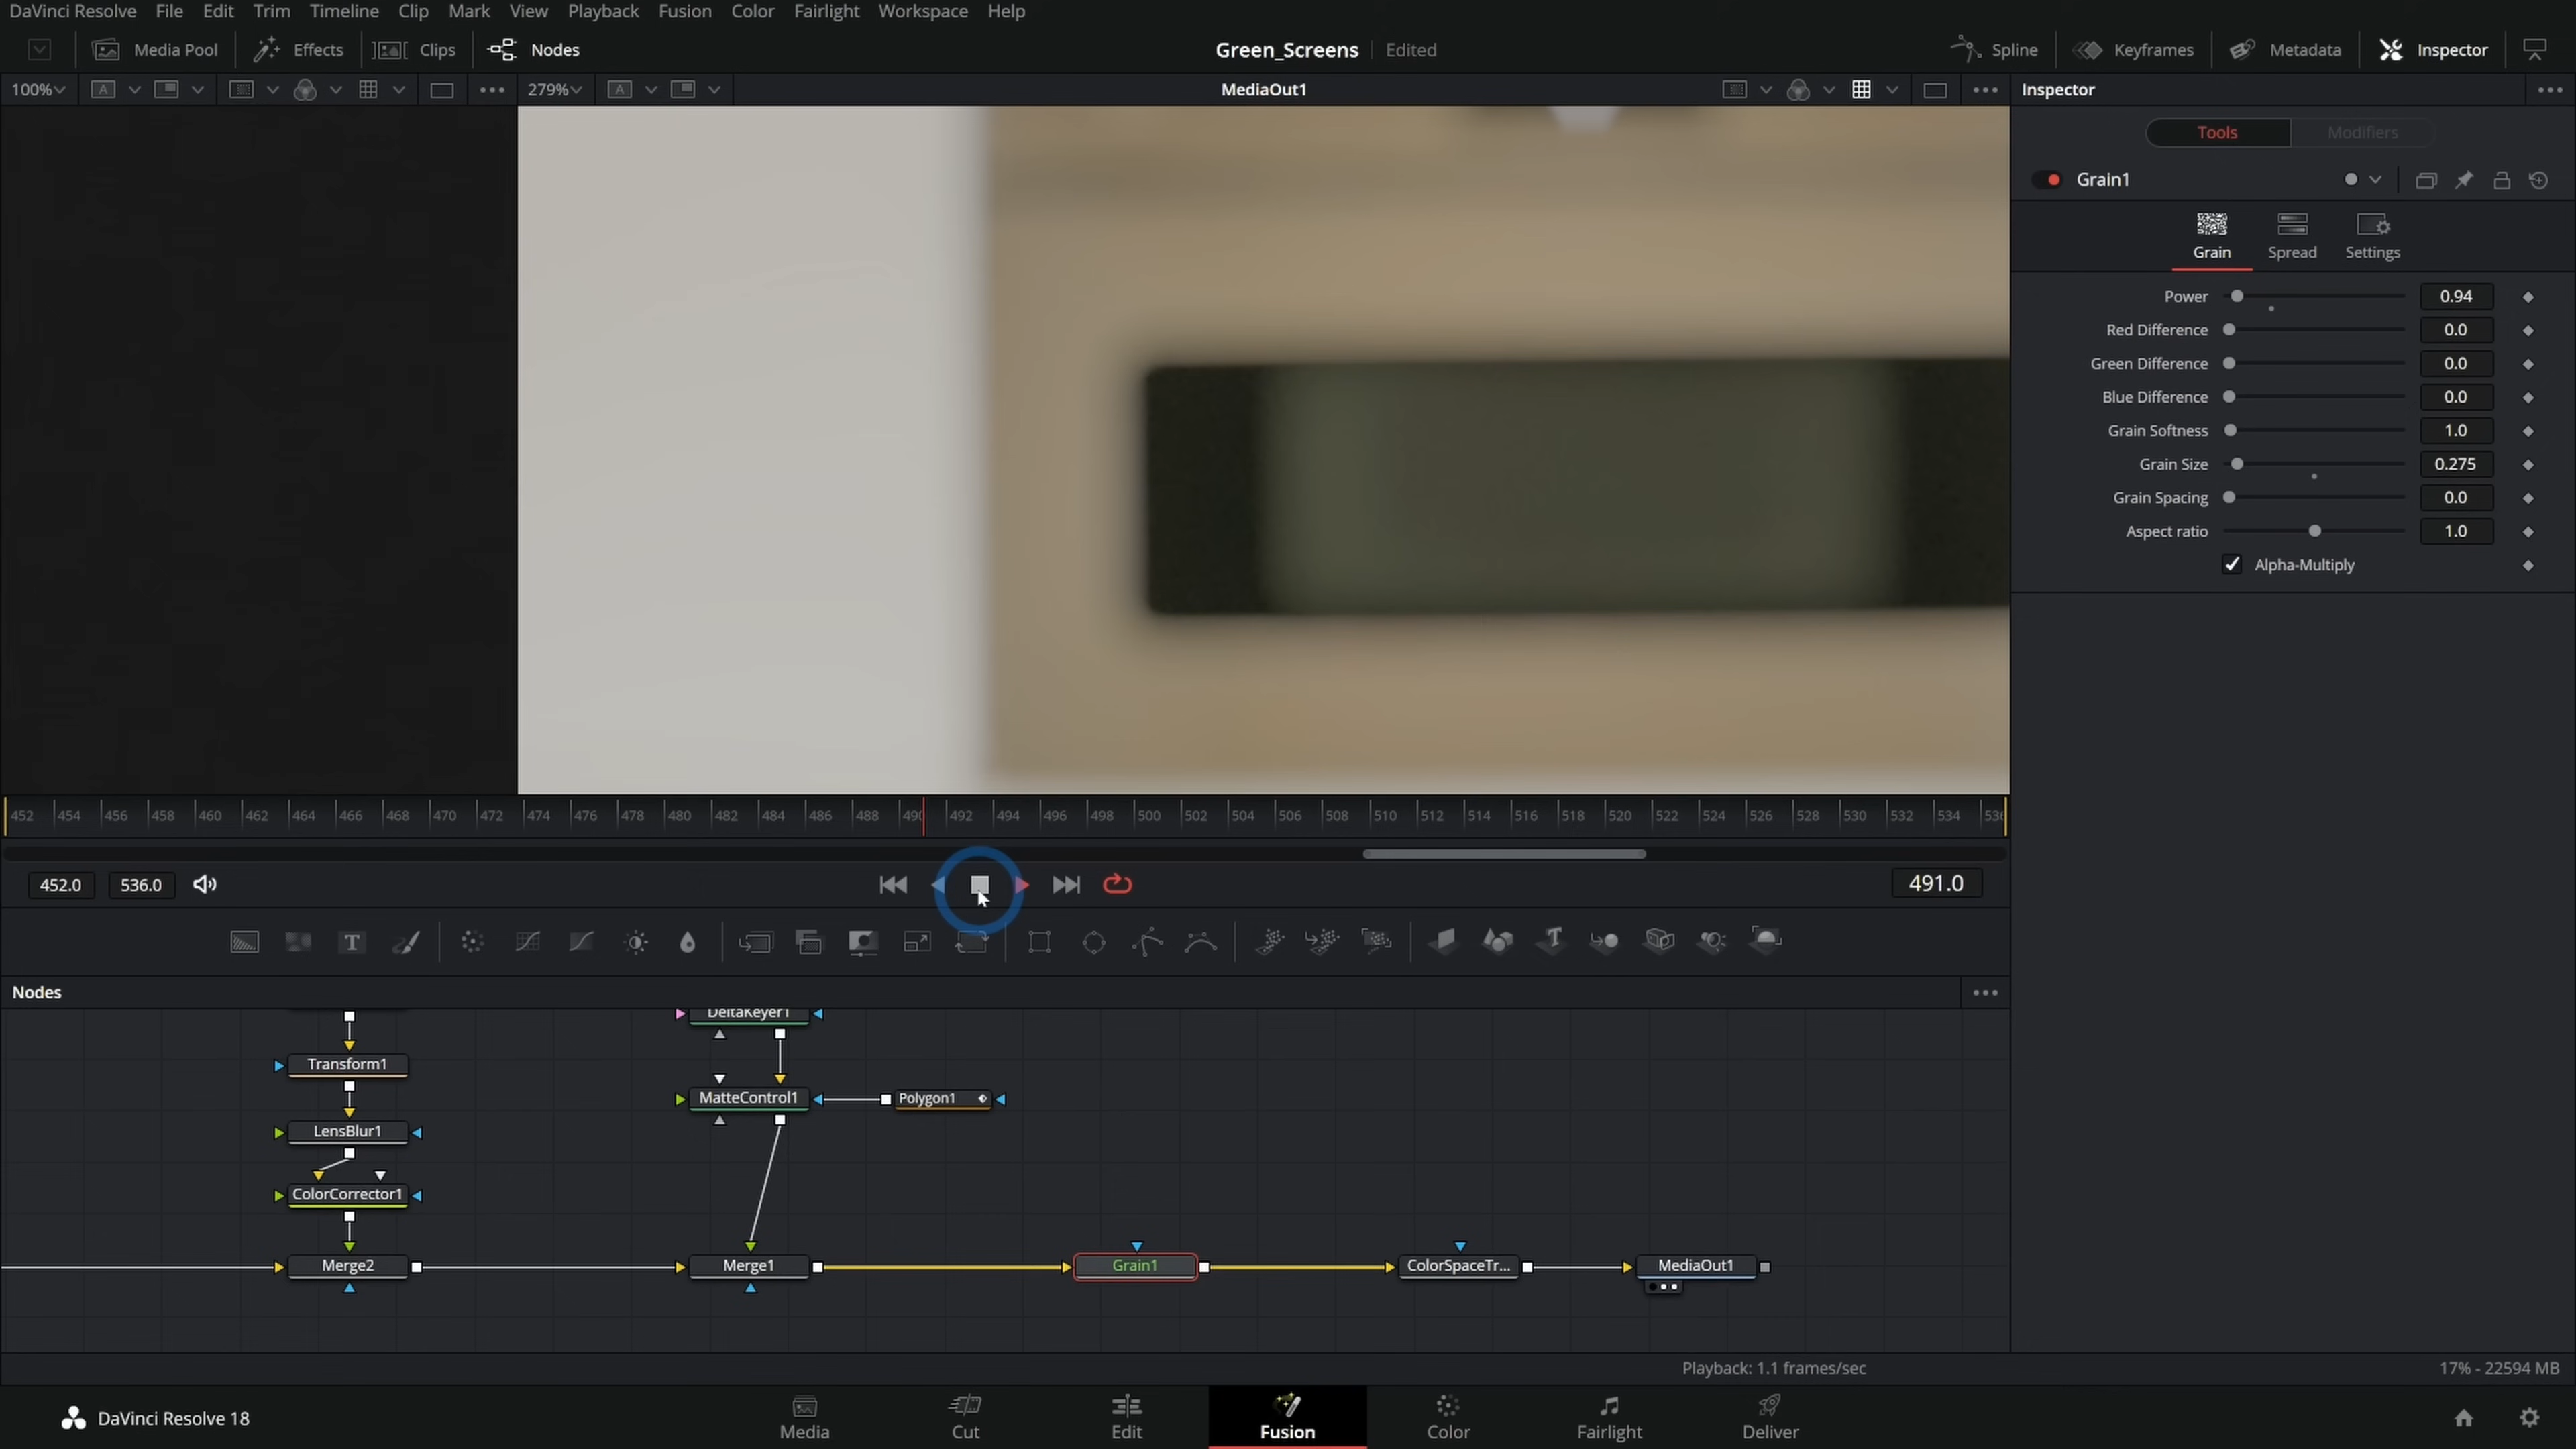 DaVinci Resolve File Edit Trim Timeline Clip Mark View Playback Fusion Color Fairlight Workspace Help
Media Pool Effects Clips Nodes Green_Screens Edited Spline Keyframes Metadata Inspector
100% A 279% A MediaOut1 Inspector
Tools Modifiers
Grain1
Grain Spread Settings
Power 0.94
Red Difference 0.0
Green Difference 0.0
Blue Difference 0.0
Grain Softness 1.0
Grain Size 0.275
Grain Spacing 0.0
Aspect ratio 1.0
Alpha-Multiply
452 454 456 458 460 462 464 466 468 470 472 474 476 478 480 482 484 486 488 490 492 494 496 498 500 502 504 506 508 510 512 514 516 518 520 522 524 526 528 530 532 534
452.0 536.0 491.0
T
Nodes
DeltaKeyer1
Transform1
MatteControl1 Polygon1
LensBlur1
ColorCorrector1
Merge2 Merge1 Grain1 ColorSpaceTr... MediaOut1
Playback: 1.1 frames/sec 17% - 22594 MB
DaVinci Resolve 18 Media Cut Edit Fusion Color Fairlight Deliver